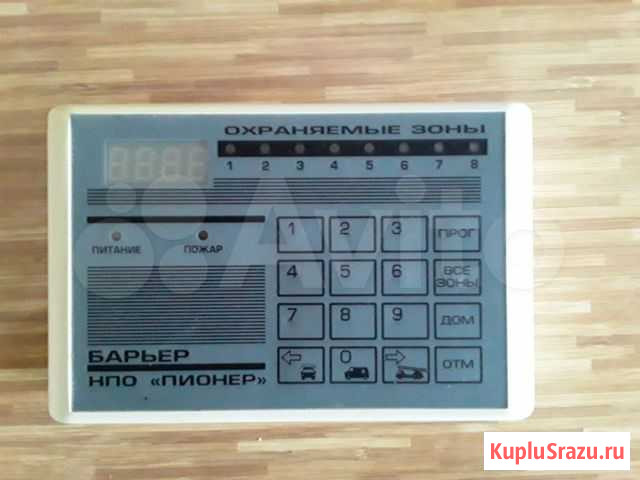 ОХРАНЯЕМЫЕ ЗОНЫ
1 2 3 4 5 6 7 8
ПИТАНИЕ ПОЖАР
1 2 3 ПРОГ
4 5 6 ВСЕ ЗОНЫ
7 8 9 ДОМ
0 ОТМ
БАРЬЕР
НПО «ПИОНЕР»
Avito
KupluSrazu.ru